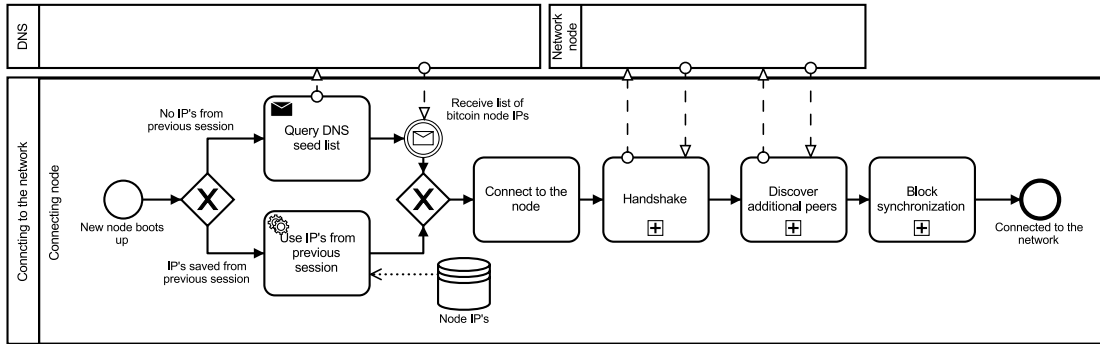 DNS
Network
node
Conncting to the network
Connecting node
No IP's from
previous session
Query DNS
seed list
Receive list of
bitcoin node IPs
New node boots
up
IP's saved from
previous session
Use IP's from
previous
session
Node IP's
Connect to the
node
Handshake
Discover
additional peers
Block
synchronization
Connected to the
network